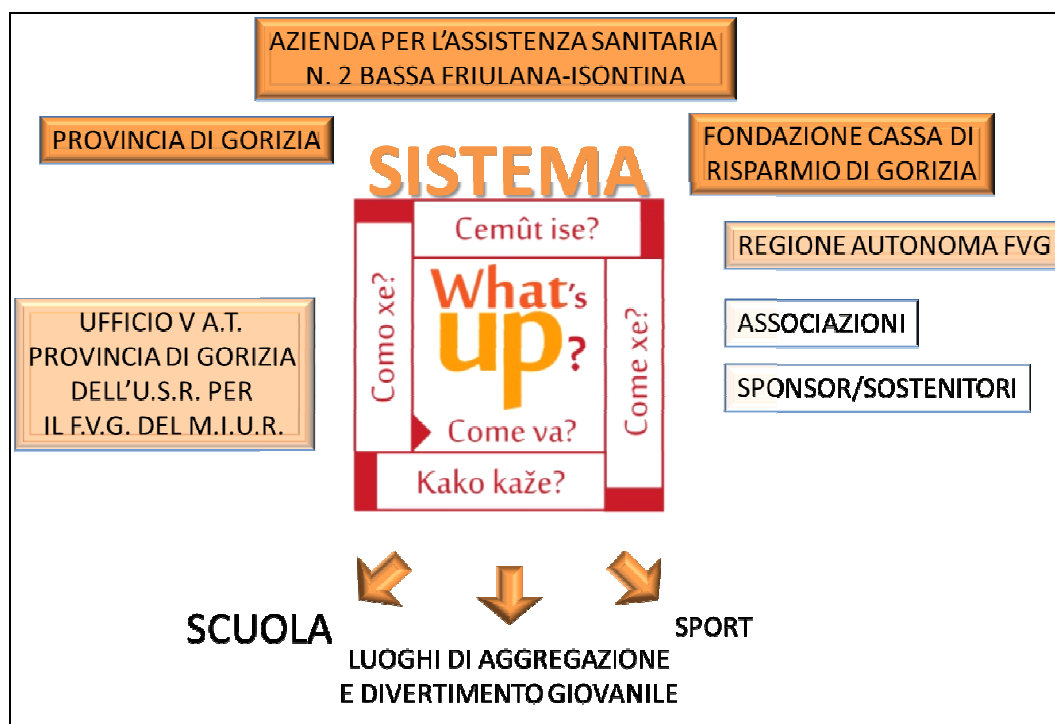 AZIENDA PER L'ASSISTENZA SANITARIA
N. 2 BASSA FRIULANA-ISONTINA
PROVINCIA DI GORIZIA
FONDAZIONE CASSA DI
RISPARMIO DI GORIZIA
SISTEMA
Cemût ise?
Como xe?
What's
up?
Come va?
Come xe?
Kako kaže?
REGIONE AUTONOMA FVG
ASSOCIAZIONI
SPONSOR/SOSTENITORI
UFFICIO V A.T.
PROVINCIA DI GORIZIA
DELL'U.S.R. PER
IL F.V.G. DEL M.I.U.R.
SCUOLA
LUOGHI DI AGGREGAZIONE
E DIVERTIMENTO GIOVANILE
SPORT